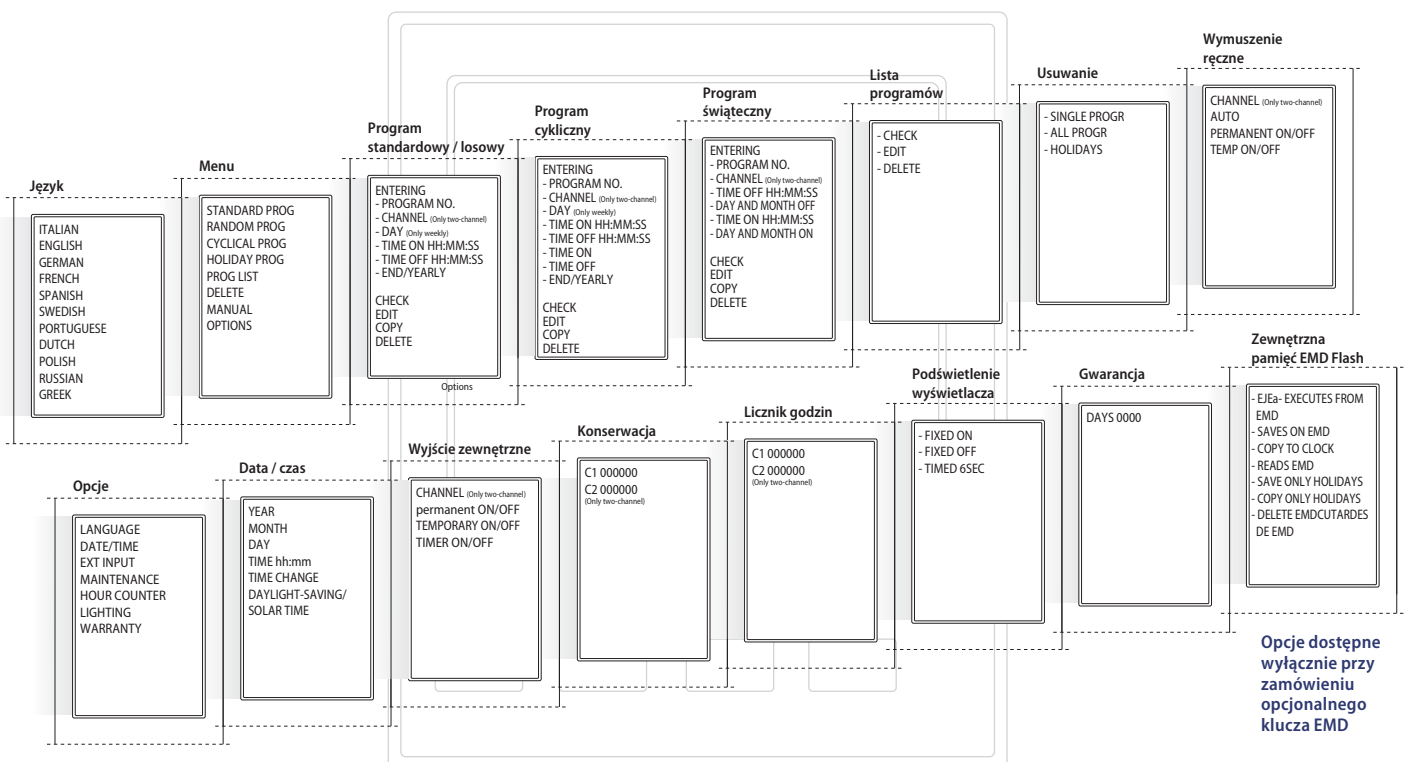 Język
ITALIAN
ENGLISH
GERMAN
FRENCH
SPANISH
SWEDISH
PORTUGUESE
DUTCH
POLISH
RUSSIAN
GREEK
Menu
STANDARD PROG
RANDOM PROG
CYCLICAL PROG
HOLIDAY PROG
PROG LIST
DELETE
MANUAL
OPTIONS
Program
standardowy / losowy
ENTERING
- PROGRAM NO.
- CHANNEL (Only two-channel)
- DAY (Only weekly)
- TIME ON HH:MM:SS
- TIME OFF HH:MM:SS
- END/YEARLY
CHECK
EDIT
COPY
DELETE
Options
Program
cykliczny
ENTERING
- PROGRAM NO.
- CHANNEL (Only two-channel)
- DAY (Only weekly)
- TIME ON HH:MM:SS
- TIME OFF HH:MM:SS
- TIME ON
- TIME OFF
- END/YEARLY
CHECK
EDIT
COPY
DELETE
Program
świąteczny
ENTERING
- PROGRAM NO.
- CHANNEL (Only two-channel)
- TIME OFF HH:MM:SS
- DAY AND MONTH OFF
- TIME ON HH:MM:SS
- DAY AND MONTH ON
CHECK
EDIT
COPY
DELETE
Lista
programów
- CHECK
- EDIT
- DELETE
Usuwanie
- SINGLE PROGR
- ALL PROGR
- HOLIDAYS
Wymuszenie
ręczne
CHANNEL (Only two-channel)
AUTO
PERMANENT ON/OFF
TEMP ON/OFF
Opcje
LANGUAGE
DATE/TIME
EXT INPUT
MAINTENANCE
HOUR COUNTER
LIGHTING
WARRANTY
Data / czas
YEAR
MONTH
DAY
TIME hh:mm
TIME CHANGE
DAYLIGHT-SAVING/
SOLAR TIME
Wyjście zewnętrzne
CHANNEL (Only two-channel)
permanent ON/OFF
TEMPORARY ON/OFF
TIMER ON/OFF
Konserwacja
C1 000000
C2 000000
(Only two-channel)
Licznik godzin
C1 000000
C2 000000
(Only two-channel)
Podświetlenie
wyświetlacza
- FIXED ON
- FIXED OFF
- TIMED 6SEC
Gwarancja
DAYS 0000
Zewnętrzna
pamięć EMD Flash
- EJEa- EXECUTES FROM
EMD
- SAVES ON EMD
- COPY TO CLOCK
- READS EMD
- SAVE ONLY HOLIDAYS
- COPY ONLY HOLIDAYS
- DELETE EMDCUTARDES
DE EMD
Opcje dostępne
wyłącznie przy
zamówieniu
opcjonalnego
klucza EMD